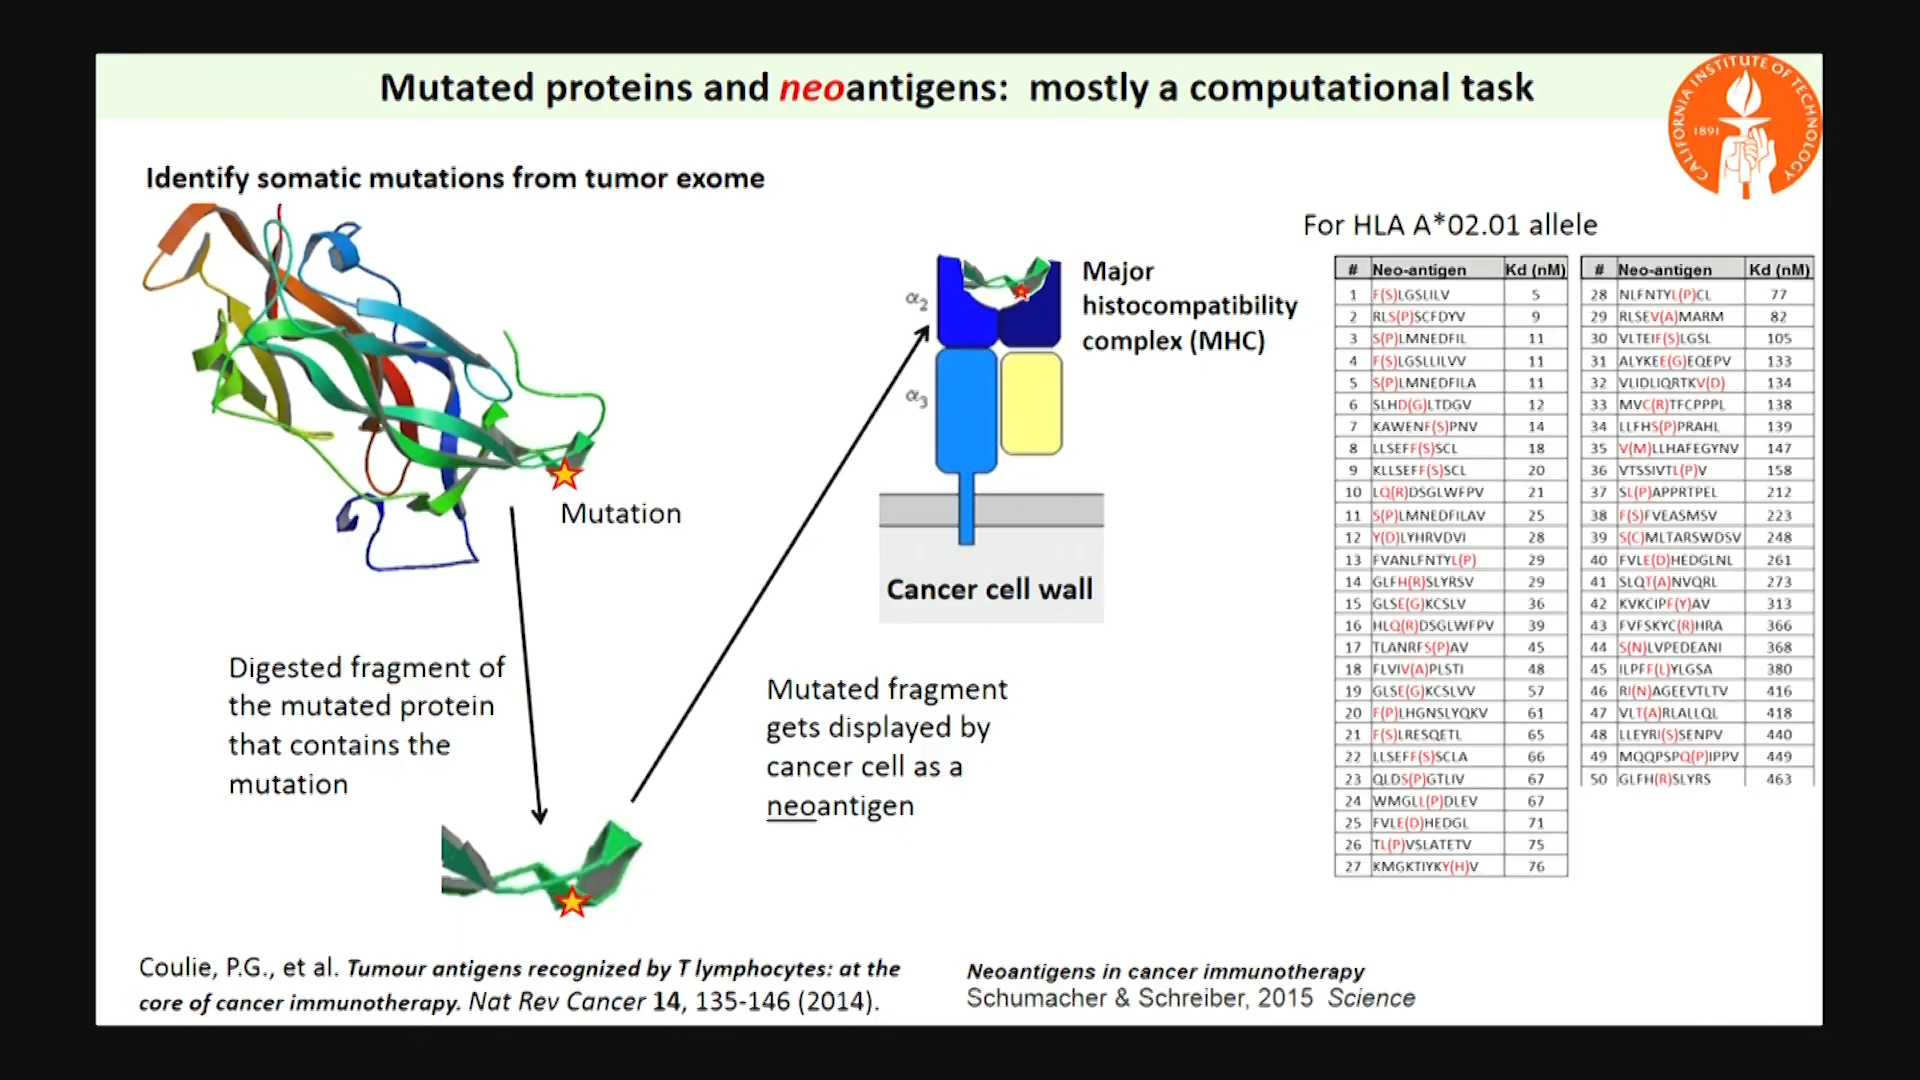 Mutated proteins and neoantigens: mostly a computational task
CALIFORNIA INSTITUTE OF TECHNOLOGY
1891
Identify somatic mutations from tumor exome
Mutation
Digested fragment of
the mutated protein
that contains the
mutation
α2
α3
Major
histocompatibility
complex (MHC)
Cancer cell wall
Mutated fragment
gets displayed by
cancer cell as a
neoantigen
For HLA A*02.01 allele
# Neo-antigen Kd (nM)
1 F(S)LGSLILV 5
2 RLS(P)SCFDYV 9
3 S(P)LMNEDFIL 11
4 F(S)LGSLLILVV 11
5 S(P)LMNEDFILA 11
6 SLHD(G)LTDGV 12
7 KAWENF(S)PNV 14
8 LLSEFF(S)SCL 18
9 KLLSEFF(S)SCL 20
10 LQ(R)DSGLWFPV 21
11 S(P)LMNEDFILAV 25
12 Y(D)LYHRVDVI 28
13 FVANLFNTYL(P) 29
14 GLFH(R)SLYRSV 29
15 GLSE(G)KCSLV 36
16 HLQ(R)DSGLWFPV 39
17 TLANRFS(P)AV 45
18 FLVIV(A)PLSTI 48
19 GLSE(G)KCSLVV 57
20 F(P)LHGNSLYQKV 61
21 F(S)LRESQETL 65
22 LLSEFF(S)SCLA 66
23 QLDS(P)GTLIV 67
24 WMGLL(P)DLEV 67
25 FVLE(D)HEDGL 71
26 TL(P)VSLATETV 75
27 KMGKTIYKY(H)V 76
# Neo-antigen Kd (nM)
28 NLFNTYL(P)CL 77
29 RLSEV(A)MARM 82
30 VLTEIF(S)LGSL 105
31 ALYKEE(G)EQEPV 133
32 VLIDLIQRTKV(D) 134
33 MVC(R)TFCPPPL 138
34 LLFHS(P)PRAHL 139
35 V(M)LLHAFEGYNV 147
36 VTSSIVTL(P)V 158
37 SL(P)APPRTPEL 212
38 F(S)FVEASMSV 223
39 S(C)MLTARSWDSV 248
40 FVLE(D)HEDGLNL 261
41 SLQT(A)NVQRL 273
42 KVKCIPF(Y)AV 313
43 FVFSKYC(R)HRA 366
44 S(N)LVPEDEANI 368
45 ILPFF(L)YLGSA 380
46 RI(N)AGEEVTLTV 416
47 VLT(A)RLALLQL 418
48 LLEYRI(S)SENPV 440
49 MQQPSPQ(P)IPPV 449
50 GLFH(R)SLYRS 463
Coulie, P.G., et al. Tumour antigens recognized by T lymphocytes: at the
core of cancer immunotherapy. Nat Rev Cancer 14, 135-146 (2014).
Neoantigens in cancer immunotherapy
Schumacher & Schreiber, 2015 Science